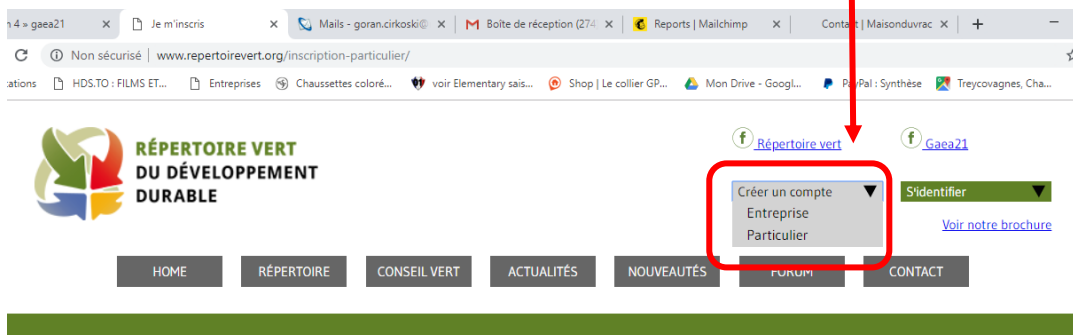 n 4 » gaea21 Je m'inscris Mails - goran.cirkoski@ Boîte de réception (274 Reports | Mailchimp Contact | Maisonduvrac
Non sécurisé | www.repertoirevert.org/inscription-particulier/
ations HDS.TO : FILMS ET... Entreprises Chaussettes coloré... voir Elementary sais... Shop | Le collier GP... Mon Drive - Googl... PayPal : Synthèse Treycovagnes, Cha...
RÉPERTOIRE VERT
DU DÉVELOPPEMENT
DURABLE
Répertoire vert Gaea21
Créer un compte S'identifier
Entreprise
Particulier
Voir notre brochure
HOME RÉPERTOIRE CONSEIL VERT ACTUALITÉS NOUVEAUTÉS FORUM CONTACT